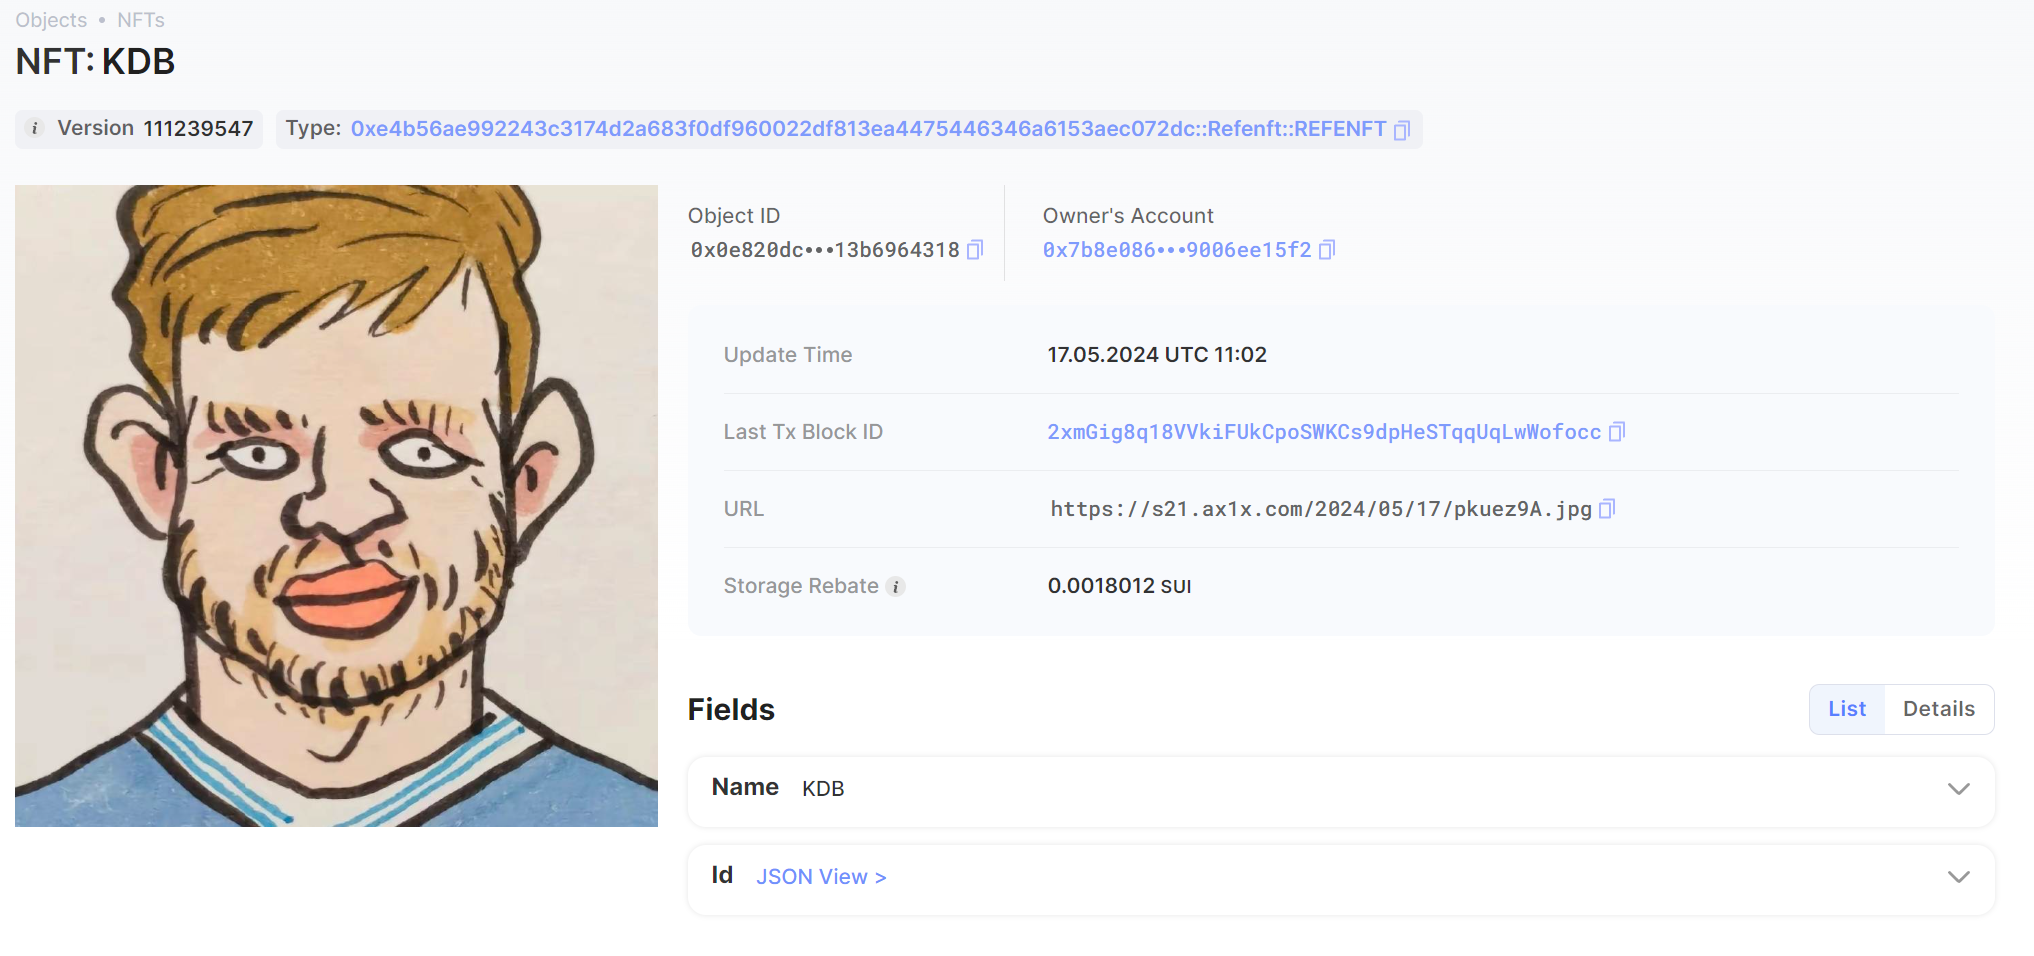 Objects • NFTs
NFT: KDB
i Version 111239547 Type: 0xe4b56ae992243c3174d2a683f0df960022df813ea4475446346a6153aec072dc::Refenft::REFENFT
Object ID
0x0e820dc•••13b6964318
Owner's Account
0x7b8e086•••9006ee15f2
Update Time 17.05.2024 UTC 11:02
Last Tx Block ID 2xmGig8q18VVkiFUkCpoSWKCs9dpHeSTqqUqLwWofocc
URL https://s21.ax1x.com/2024/05/17/pkuez9A.jpg
Storage Rebate i 0.0018012 SUI
Fields
List Details
Name KDB
Id JSON View >